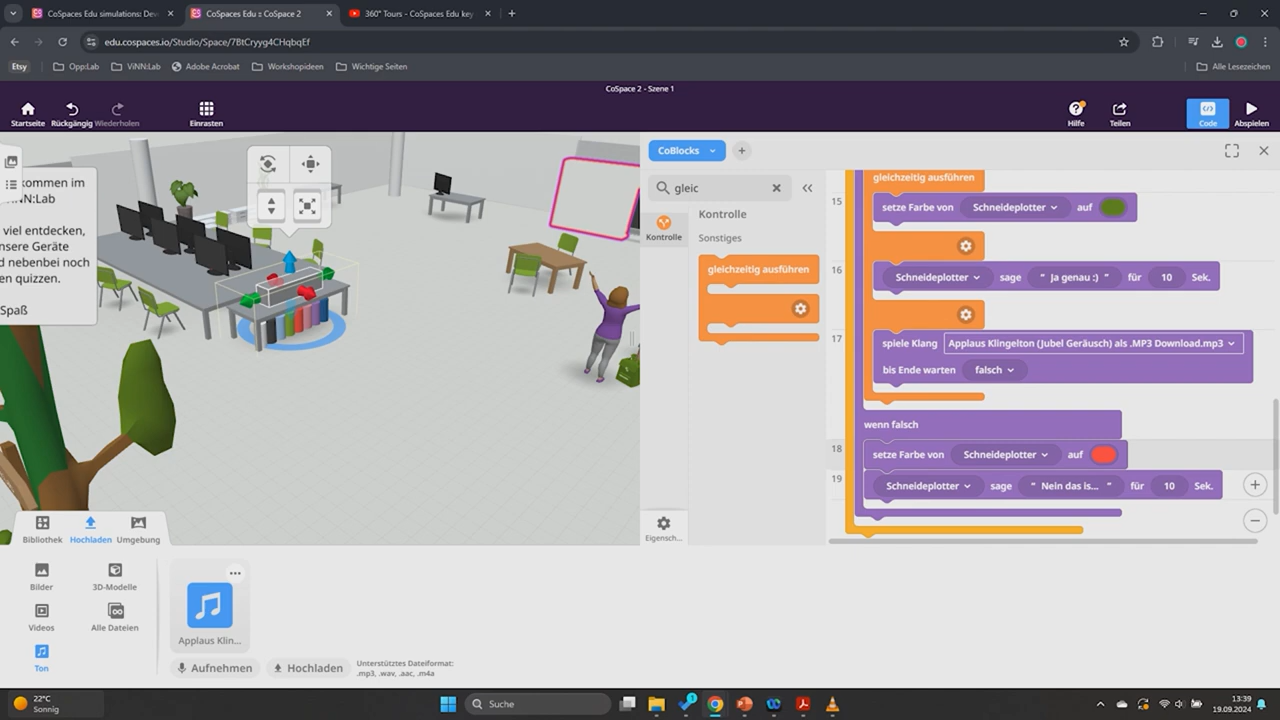 CoSpaces Edu simulations: Dev
CoSpaces Edu :: CoSpace 2
360° Tours - CoSpaces Edu key
edu.cospaces.io/Studio/Space/7BtCryyg4CHqbqEf
Etsy
Opp:Lab
ViNN:Lab
Adobe Acrobat
Workshopideen
Wichtige Seiten
Alle Lesezeichen
CoSpace 2 - Szene 1
Startseite
Rückgängig
Wiederholen
Einrasten
Hilfe
Teilen
Code
Abspielen
kommen im
NN:Lab
viel entdecken,
nsere Geräte
d nebenbei noch
en quizzen.
Spaß
CoBlocks
gleic
Kontrolle
Kontrolle
Sonstiges
gleichzeitig ausführen
Eigensch...
gleichzeitig ausführen
15
setze Farbe von Schneideplotter auf
16
Schneideplotter sage “ Ja genau :) ” für 10 Sek.
17
spiele Klang Applaus Klingelton (Jubel Geräusch) als .MP3 Download.mp3
bis Ende warten falsch
wenn falsch
18
setze Farbe von Schneideplotter auf
19
Schneideplotter sage “ Nein das is... ” für 10 Sek.
Bibliothek
Hochladen
Umgebung
Bilder
3D-Modelle
Videos
Alle Dateien
Ton
Applaus Klin...
Aufnehmen
Hochladen
Unterstütztes Dateiformat:
.mp3, .wav, .aac, .m4a
22°C
Sonnig
Suche
1
13:39
19.09.2024